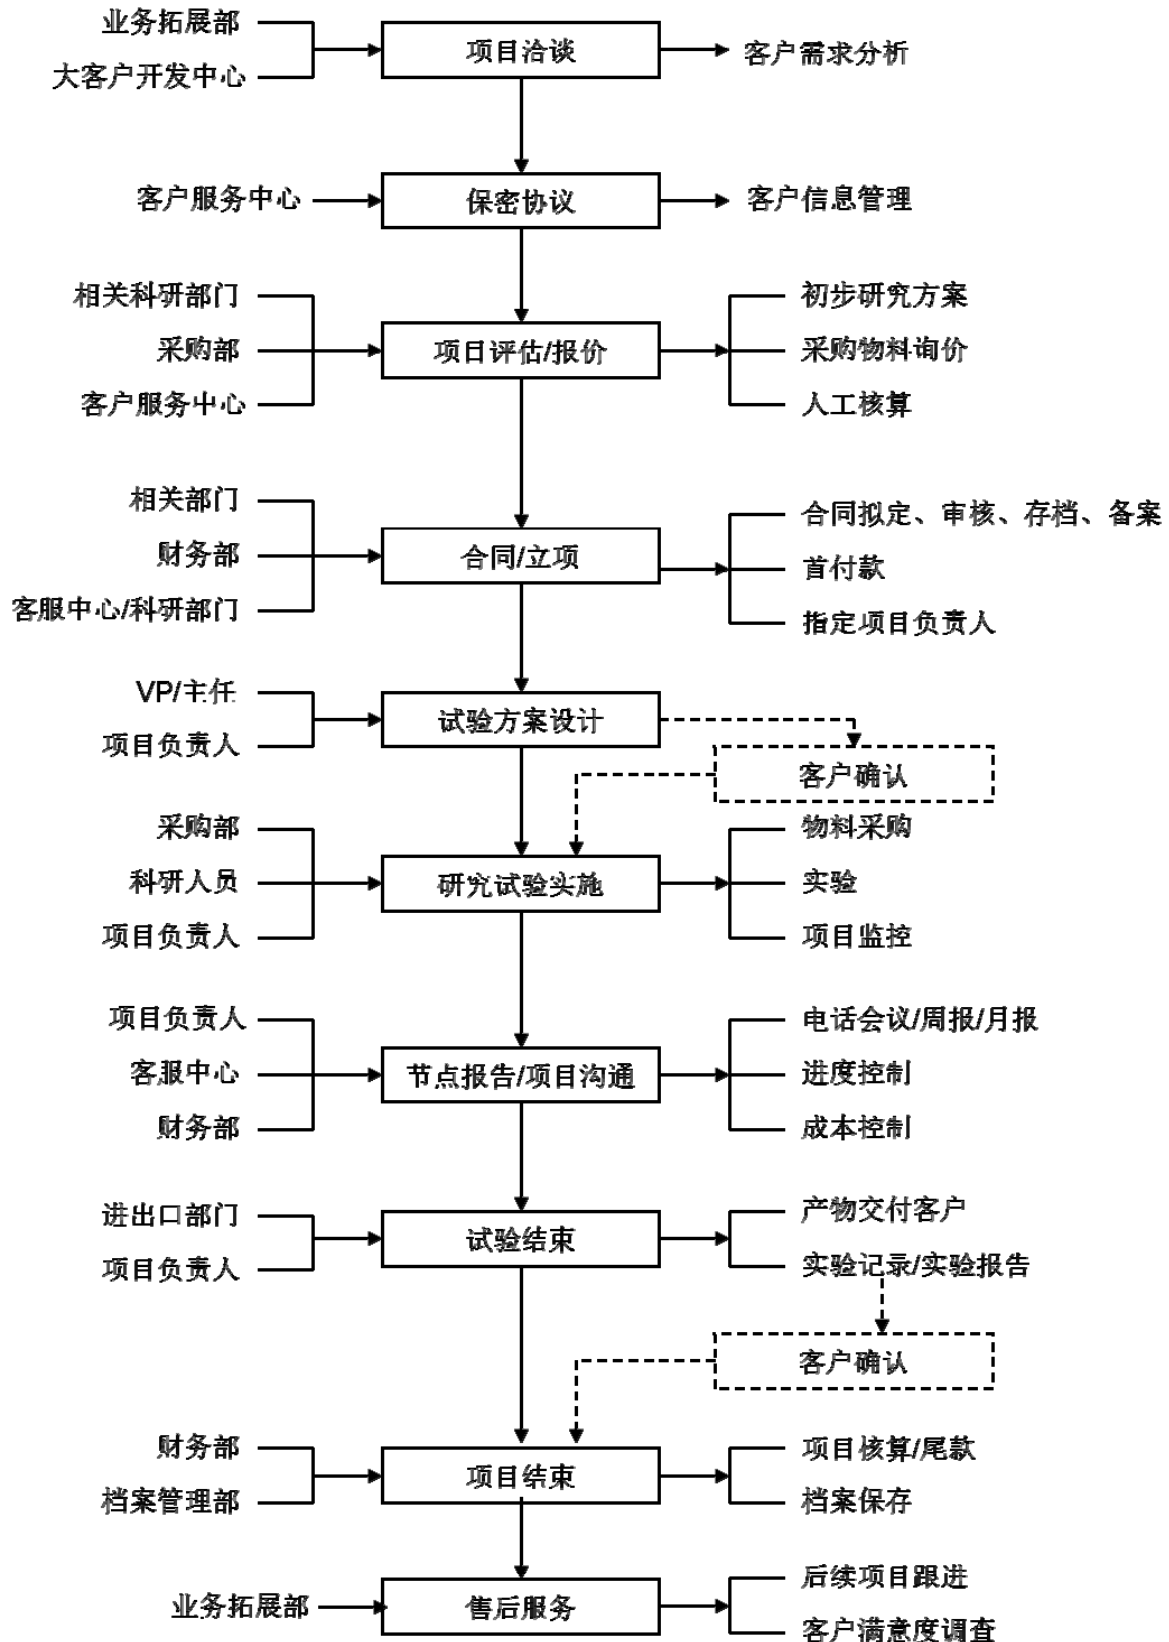 业务拓展部
大客户开发中心
项目洽谈
客户需求分析
客户服务中心
保密协议
客户信息管理
相关科研部门
采购部
客户服务中心
项日评估/报价
初步研究方案
采购物料询价
人工核算
相关部门
财务部
客服中心/科研部门
合同/立项
合同拟定、审核、存档、备案
首付款
指定项目负责人
VP/主任
项目负责人
试验方案设计
客户确认
采购部
科研人员
项目负责人
研究试验实施
物料采购
实验
项目监控
项目负责人
客服中心
财务部
节点报告/项目沟通
电话会议/周报/月报
进度控制
成本控制
进出口部门
项目负责人
试验结束
产物交付客户
实验记录/实验报告
客户确认
财务部
档案管理部
项目结束
项目核算/尾款
档案保存
业务拓展部
售后服务
后续项目跟进
客户满意度调查